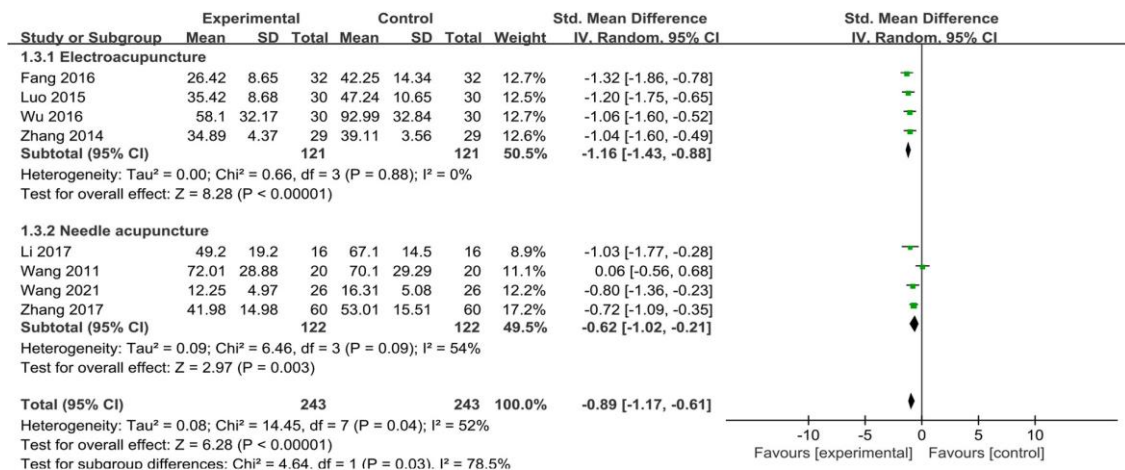 Experimental Control Std. Mean Difference Std. Mean Difference
Study or Subgroup Mean SD Total Mean SD Total Weight IV. Random. 95% CI IV. Random. 95% CI
1.3.1 Electroacupuncture
Fang 2016 26.42 8.65 32 42.25 14.34 32 12.7% -1.32 [-1.86, -0.78]
Luo 2015 35.42 8.68 30 47.24 10.65 30 12.5% -1.20 [-1.75, -0.65]
Wu 2016 58.1 32.17 30 92.99 32.84 30 12.7% -1.06 [-1.60, -0.52]
Zhang 2014 34.89 4.37 29 39.11 3.56 29 12.6% -1.04 [-1.60, -0.49]
Subtotal (95% CI) 121 121 50.5% -1.16 [-1.43, -0.88]
Heterogeneity: Tau² = 0.00; Chi² = 0.66, df = 3 (P = 0.88); I² = 0%
Test for overall effect: Z = 8.28 (P < 0.00001)
1.3.2 Needle acupuncture
Li 2017 49.2 19.2 16 67.1 14.5 16 8.9% -1.03 [-1.77, -0.28]
Wang 2011 72.01 28.88 20 70.1 29.29 20 11.1% 0.06 [-0.56, 0.68]
Wang 2021 12.25 4.97 26 16.31 5.08 26 12.2% -0.80 [-1.36, -0.23]
Zhang 2017 41.98 14.98 60 53.01 15.51 60 17.2% -0.72 [-1.09, -0.35]
Subtotal (95% CI) 122 122 49.5% -0.62 [-1.02, -0.21]
Heterogeneity: Tau² = 0.09; Chi² = 6.46, df = 3 (P = 0.09); I² = 54%
Test for overall effect: Z = 2.97 (P = 0.003)
Total (95% CI) 243 243 100.0% -0.89 [-1.17, -0.61]
Heterogeneity: Tau² = 0.08; Chi² = 14.45, df = 7 (P = 0.04); I² = 52%
Test for overall effect: Z = 6.28 (P < 0.00001)
Test for subgroup differences: Chi² = 4.64, df = 1 (P = 0.03), I² = 78.5%
-10 -5 0 5 10
Favours [experimental] Favours [control]